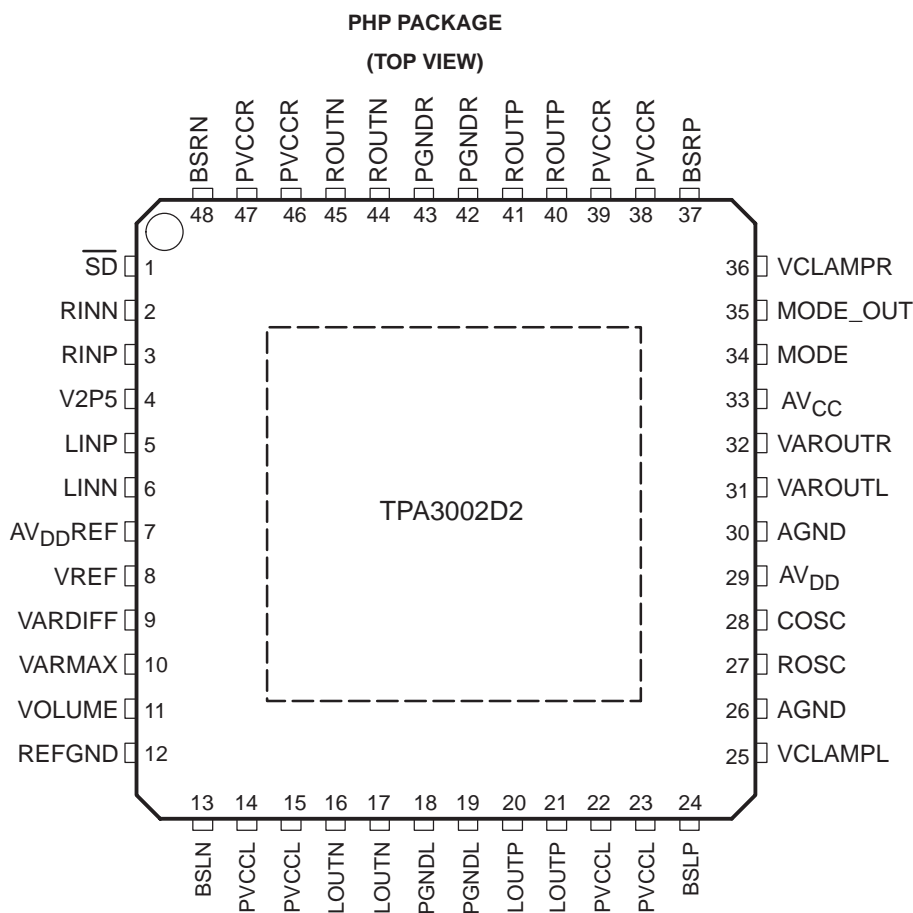 PHP PACKAGE
(TOP VIEW)
BSRN PVCCR PVCCR ROUTN ROUTN PGNDR PGNDR ROUTP ROUTP PVCCR PVCCR BSRP
48 47 46 45 44 43 42 41 40 39 38 37
SD 1 36 VCLAMPR
RINN 2 35 MODE_OUT
RINP 3 34 MODE
V2P5 4 33 AVCC
LINP 5 32 VAROUTR
LINN 6 31 VAROUTL
AVDDREF 7 30 AGND
TPA3002D2
VREF 8 29 AVDD
VARDIFF 9 28 COSC
VARMAX 10 27 ROSC
VOLUME 11 26 AGND
REFGND 12 25 VCLAMPL
13 14 15 16 17 18 19 20 21 22 23 24
BSLN PVCCL PVCCL LOUTN LOUTN PGNDL PGNDL LOUTP LOUTP PVCCL PVCCL BSLP